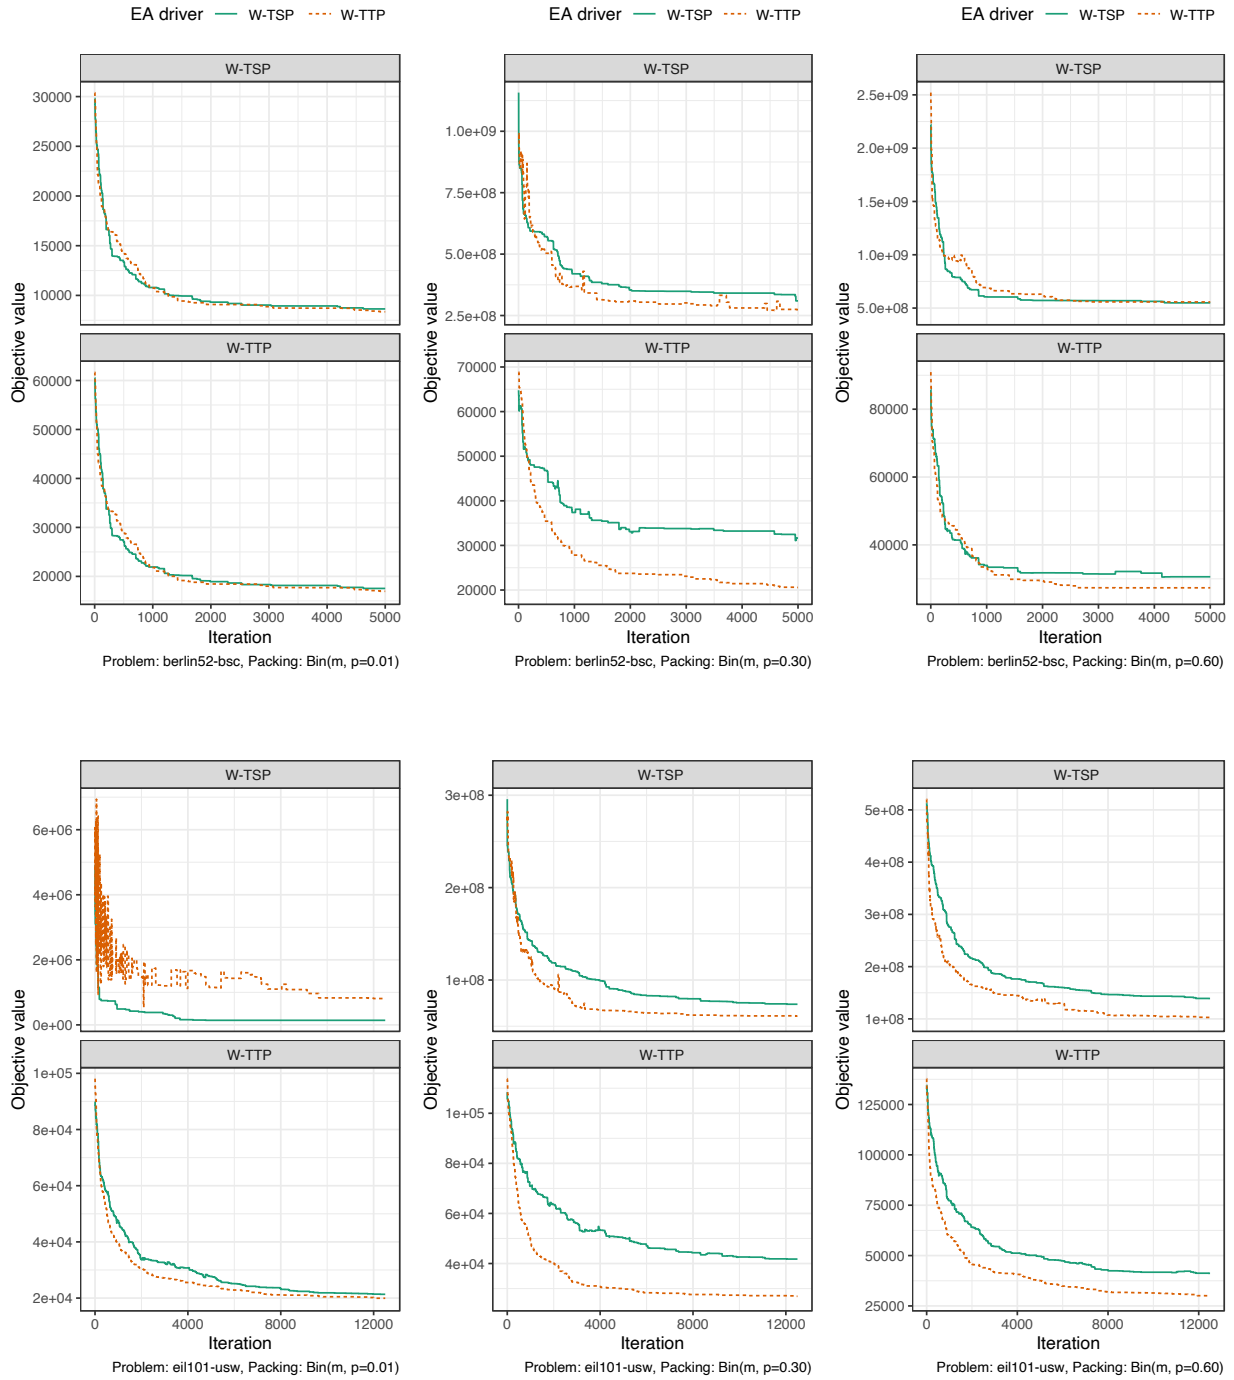 EA driver W-TSP W-TTP
EA driver W-TSP W-TTP
EA driver W-TSP W-TTP
Objective value
W-TSP
30000
25000
20000
15000
10000
W-TTP
60000
50000
40000
30000
20000
0 1000 2000 3000 4000 5000
Iteration
Problem: berlin52-bsc, Packing: Bin(m, p=0.01)
Objective value
W-TSP
1.0e+09
7.5e+08
5.0e+08
2.5e+08
W-TTP
70000
60000
50000
40000
30000
20000
0 1000 2000 3000 4000 5000
Iteration
Problem: berlin52-bsc, Packing: Bin(m, p=0.30)
Objective value
W-TSP
2.5e+09
2.0e+09
1.5e+09
1.0e+09
5.0e+08
W-TTP
80000
60000
40000
0 1000 2000 3000 4000 5000
Iteration
Problem: berlin52-bsc, Packing: Bin(m, p=0.60)
Objective value
W-TSP
6e+06
4e+06
2e+06
0e+00
W-TTP
1e+05
8e+04
6e+04
4e+04
2e+04
0 4000 8000 12000
Iteration
Problem: eil101-usw, Packing: Bin(m, p=0.01)
Objective value
W-TSP
3e+08
2e+08
1e+08
W-TTP
1e+05
8e+04
6e+04
4e+04
0 4000 8000 12000
Iteration
Problem: eil101-usw, Packing: Bin(m, p=0.30)
Objective value
W-TSP
5e+08
4e+08
3e+08
2e+08
1e+08
W-TTP
125000
100000
75000
50000
25000
0 4000 8000 12000
Iteration
Problem: eil101-usw, Packing: Bin(m, p=0.60)